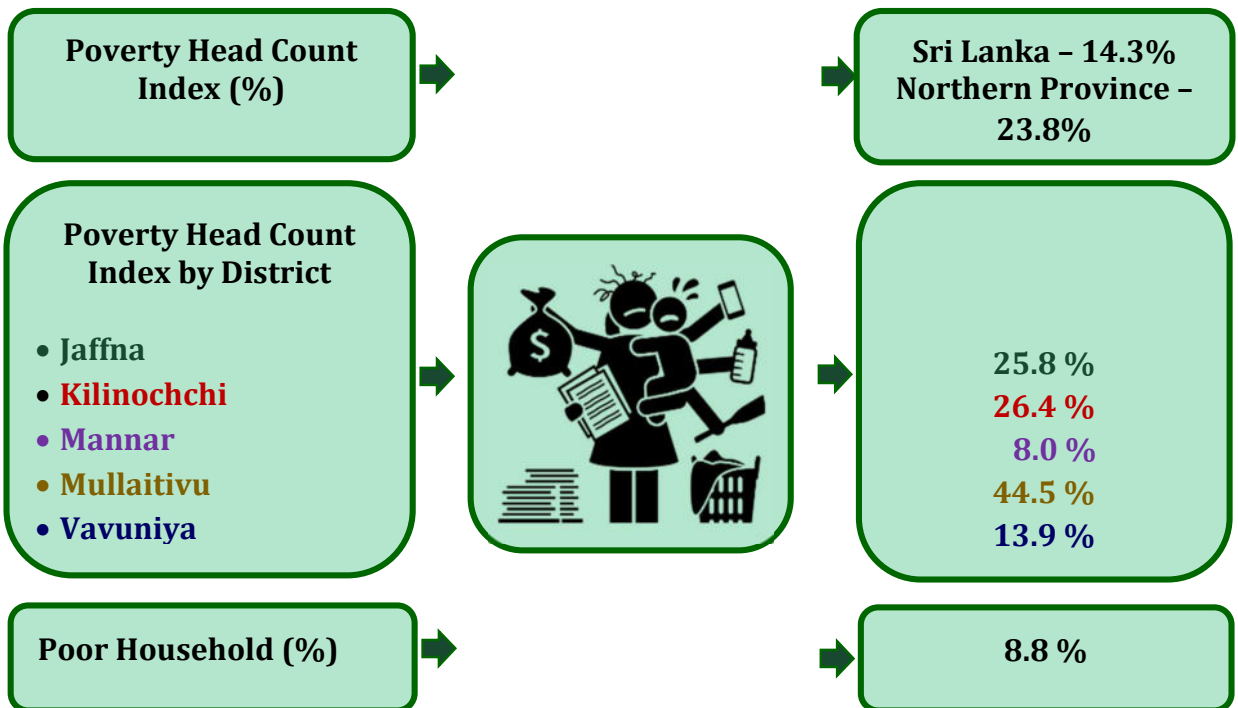 Poverty Head Count
Index (%)
Sri Lanka – 14.3%
Northern Province –
23.8%
Poverty Head Count
Index by District
• Jaffna
• Kilinochchi
• Mannar
• Mullaitivu
• Vavuniya
$
25.8 %
26.4 %
8.0 %
44.5 %
13.9 %
Poor Household (%)
8.8 %